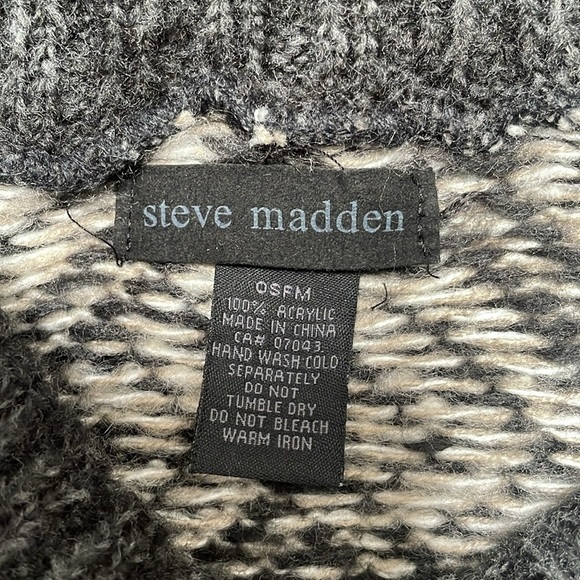 steve madden
OSFM
100% ACRYLIC
MADE IN CHINA
CA# 07043
HAND WASH COLD
SEPARATELY
DO NOT
TUMBLE DRY
DO NOT BLEACH
WARM IRON